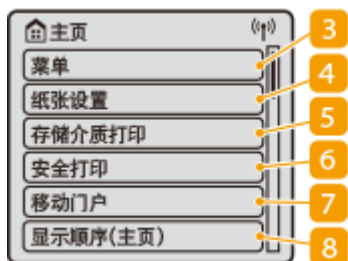 主页
菜单 3
纸张设置 4
存储介质打印 5
安全打印 6
移动门户 7
显示顺序(主页) 8